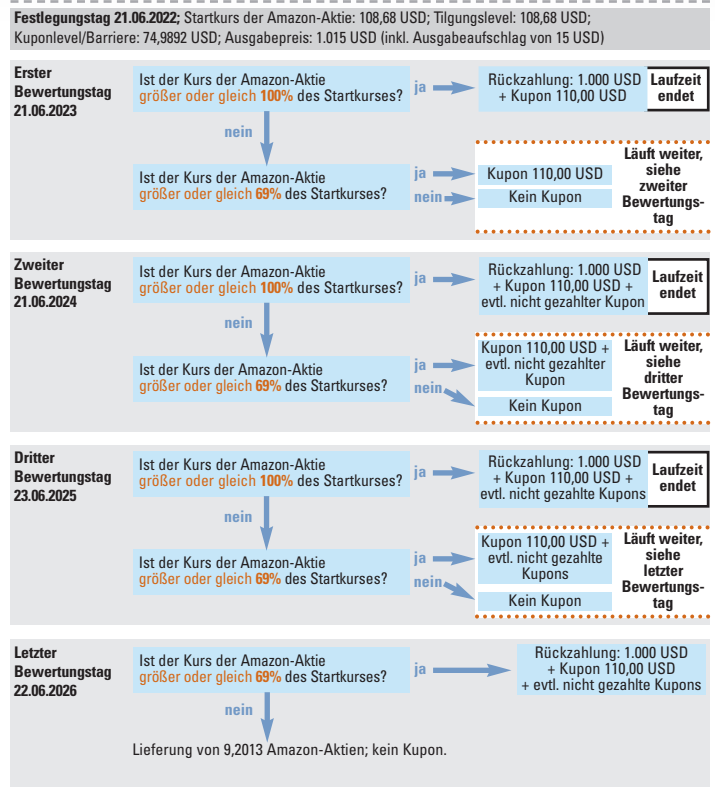 Festlegungstag 21.06.2022; Startkurs der Amazon-Aktie: 108,68 USD; Tilgungslevel: 108,68 USD;
Kuponlevel/Barriere: 74,9892 USD; Ausgabepreis: 1.015 USD (inkl. Ausgabeaufschlag von 15 USD)
Erster
Bewertungstag
21.06.2023
Ist der Kurs der Amazon-Aktie
größer oder gleich 100% des Startkurses?
ja
Rückzahlung: 1.000 USD
+ Kupon 110,00 USD
Laufzeit
endet
nein
Ist der Kurs der Amazon-Aktie
größer oder gleich 69% des Startkurses?
ja
Kupon 110,00 USD
nein
Kein Kupon
Läuft weiter,
siehe
zweiter
Bewertungs-
tag
Zweiter
Bewertungstag
21.06.2024
Ist der Kurs der Amazon-Aktie
größer oder gleich 100% des Startkurses?
ja
Rückzahlung: 1.000 USD
+ Kupon 110,00 USD +
evtl. nicht gezahlter Kupon
Laufzeit
endet
nein
Ist der Kurs der Amazon-Aktie
größer oder gleich 69% des Startkurses?
ja
Kupon 110,00 USD +
evtl. nicht gezahlter
Kupon
nein
Kein Kupon
Läuft weiter,
siehe
dritter
Bewertungs-
tag
Dritter
Bewertungstag
23.06.2025
Ist der Kurs der Amazon-Aktie
größer oder gleich 100% des Startkurses?
ja
Rückzahlung: 1.000 USD
+ Kupon 110,00 USD +
evtl. nicht gezahlte Kupons
Laufzeit
endet
nein
Ist der Kurs der Amazon-Aktie
größer oder gleich 69% des Startkurses?
ja
Kupon 110,00 USD +
evtl. nicht gezahlte
Kupons
nein
Kein Kupon
Läuft weiter,
siehe
letzter
Bewertungs-
tag
Letzter
Bewertungstag
22.06.2026
Ist der Kurs der Amazon-Aktie
größer oder gleich 69% des Startkurses?
ja
Rückzahlung: 1.000 USD
+ Kupon 110,00 USD
+ evtl. nicht gezahlte Kupons
nein
Lieferung von 9,2013 Amazon-Aktien; kein Kupon.